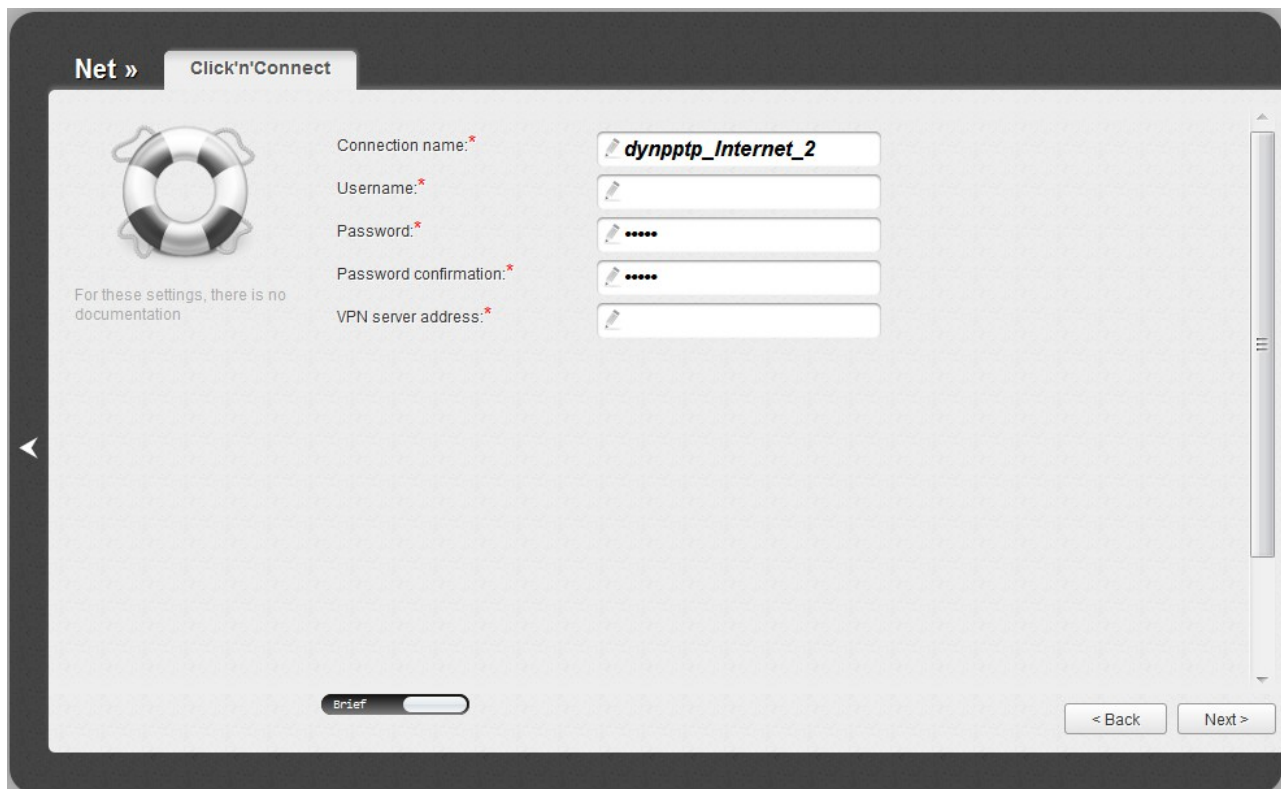 Net »
Click'n'Connect
Connection name:*
dynpptp_Internet_2
Username:*
Password:*
•••••
Password confirmation:*
•••••
VPN server address:*
For these settings, there is no
documentation
Brief
< Back
Next >